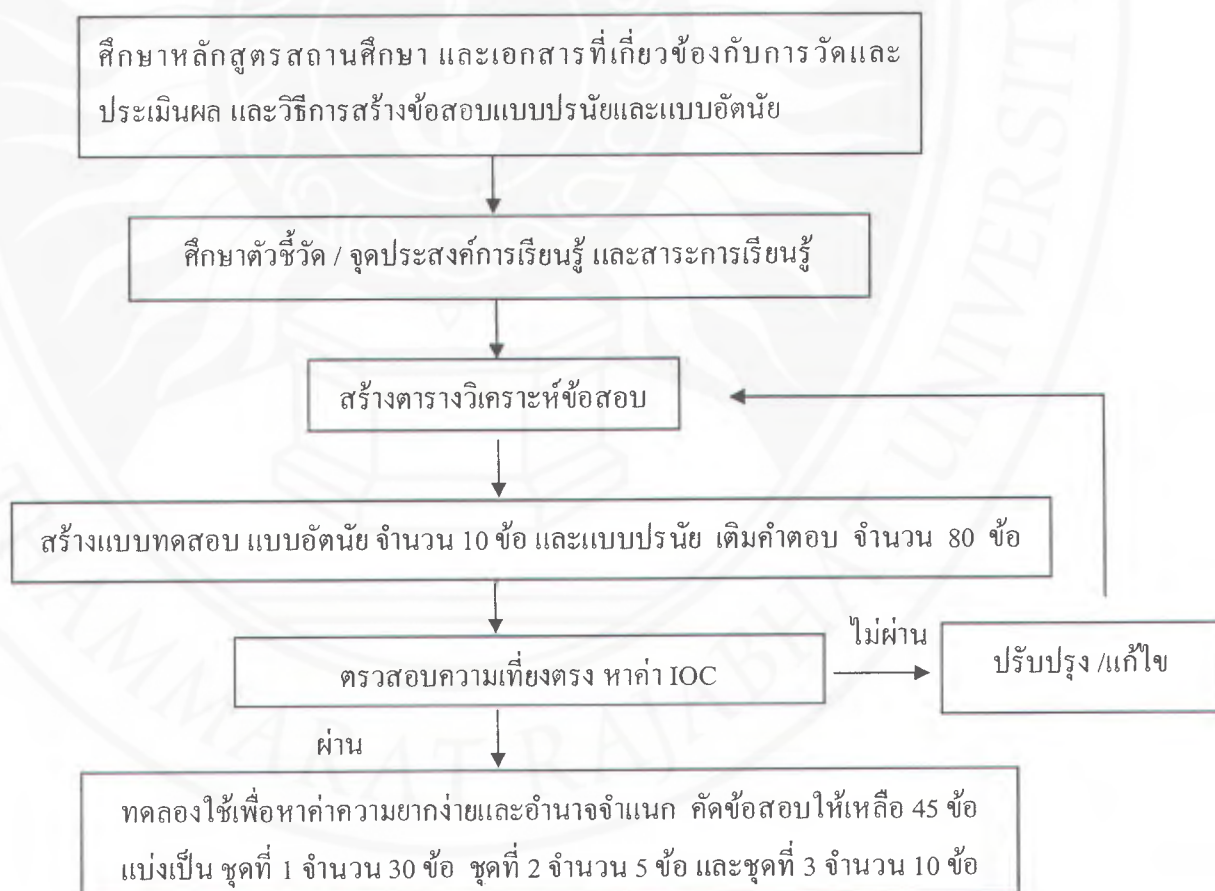 ศึกษาหลักสูตรสถานศึกษา และเอกสารที่เกี่ยวข้องกับการวัดและ
ประเมินผล และวิธีการสร้างข้อสอบแบบปรนัยและแบบอัตนัย
ศึกษาตัวชี้วัด / จุดประสงค์การเรียนรู้ และสาระการเรียนรู้
สร้างตารางวิเคราะห์ข้อสอบ
สร้างแบบทดสอบ แบบอัตนัย จำนวน 10 ข้อ และแบบปรนัย เติมคำตอบ จำนวน 80 ข้อ
ตรวสอบความเที่ยงตรง หาค่า IOC
ไม่ผ่าน
ปรับปรุง /แก้ไข
ผ่าน
ทดลองใช้เพื่อหาค่าความยากง่ายและอำนาจจำแนก คัดข้อสอบให้เหลือ 45 ข้อ
แบ่งเป็น ชุดที่ 1 จำนวน 30 ข้อ ชุดที่ 2 จำนวน 5 ข้อ และชุดที่ 3 จำนวน 10 ข้อ
AMMARAT RAJABHAT UNIVERSIT